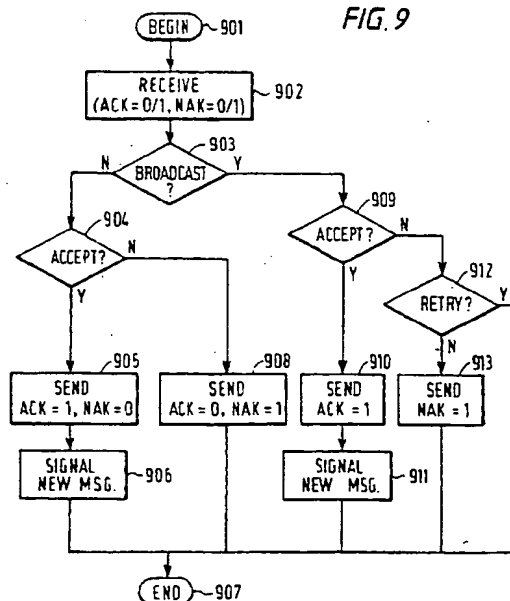 FIG. 9
BEGIN
901
RECEIVE
(ACK = 0/1, NAK = 0/1)
902
903
N
BROADCAST
?
Y
904
ACCEPT?
N
Y
909
ACCEPT?
N
Y
912
RETRY?
Y
N
905
SEND
ACK = 1, NAK = 0
908
SEND
ACK = 0, NAK = 1
910
SEND
ACK = 1
913
SEND
NAK = 1
SIGNAL
NEW MSG.
906
SIGNAL
NEW MSG.
911
END
907